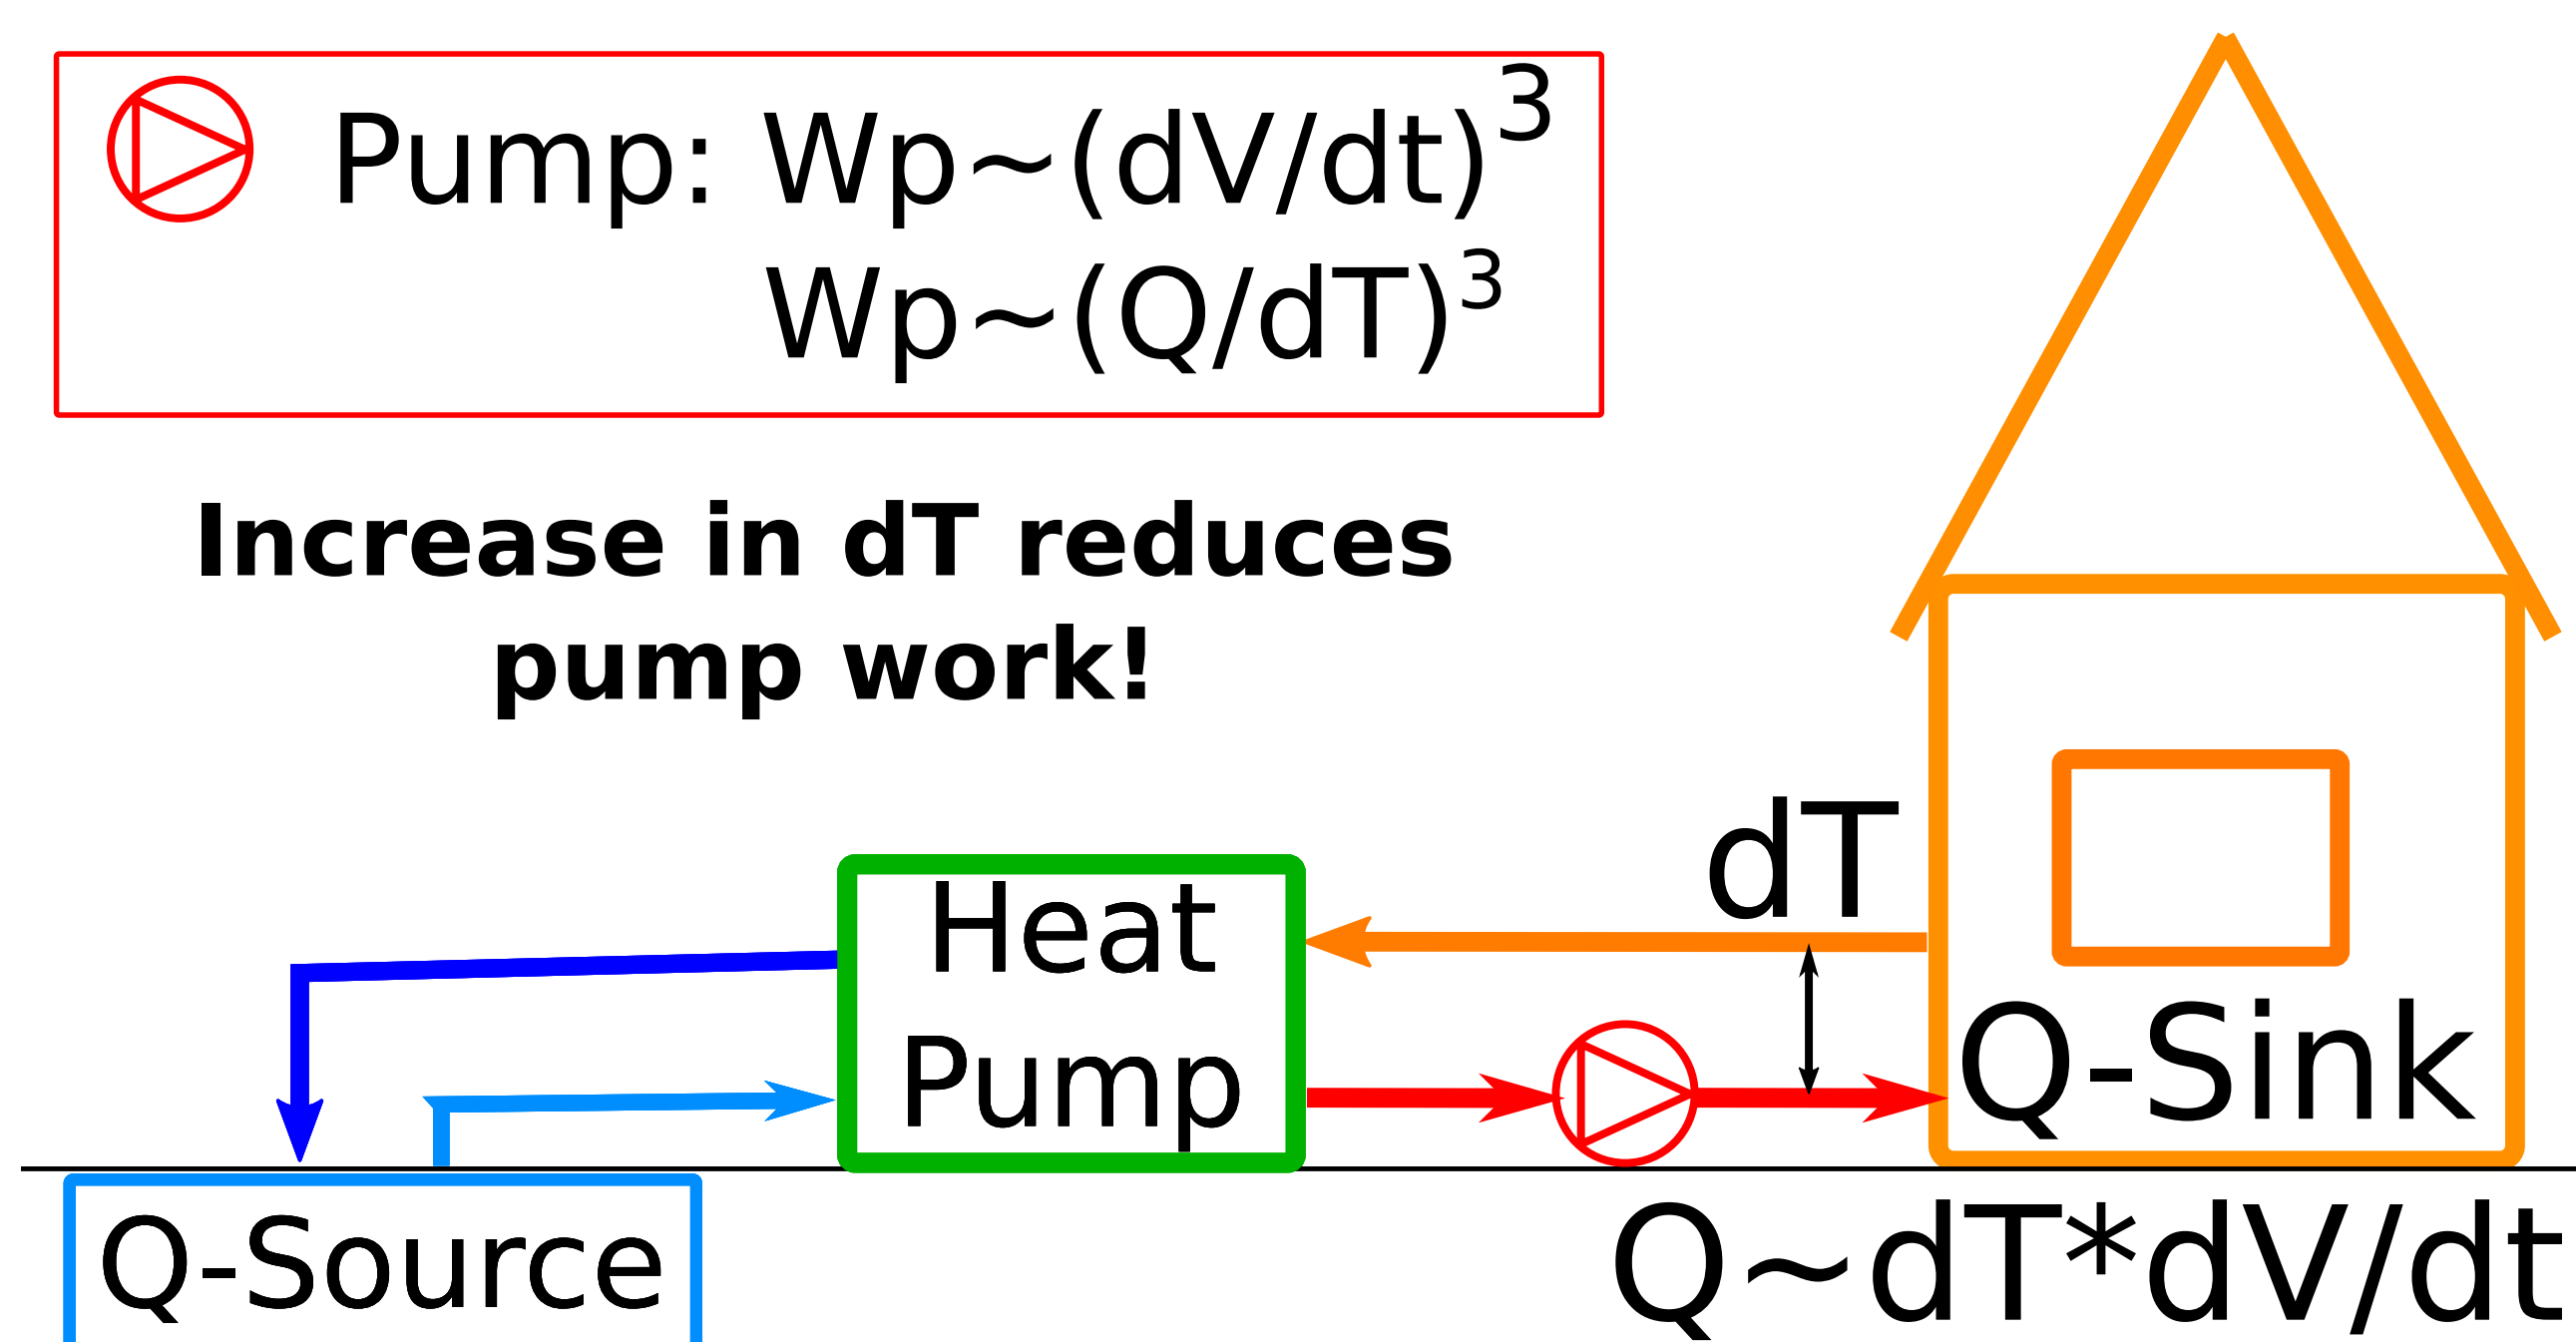 Pump: Wp~(dV/dt)³
Wp~(Q/dT)³
Increase in dT reduces
pump work!
dT
Heat
Pump
Q-Sink
Q-Source
Q~dT*dV/dt